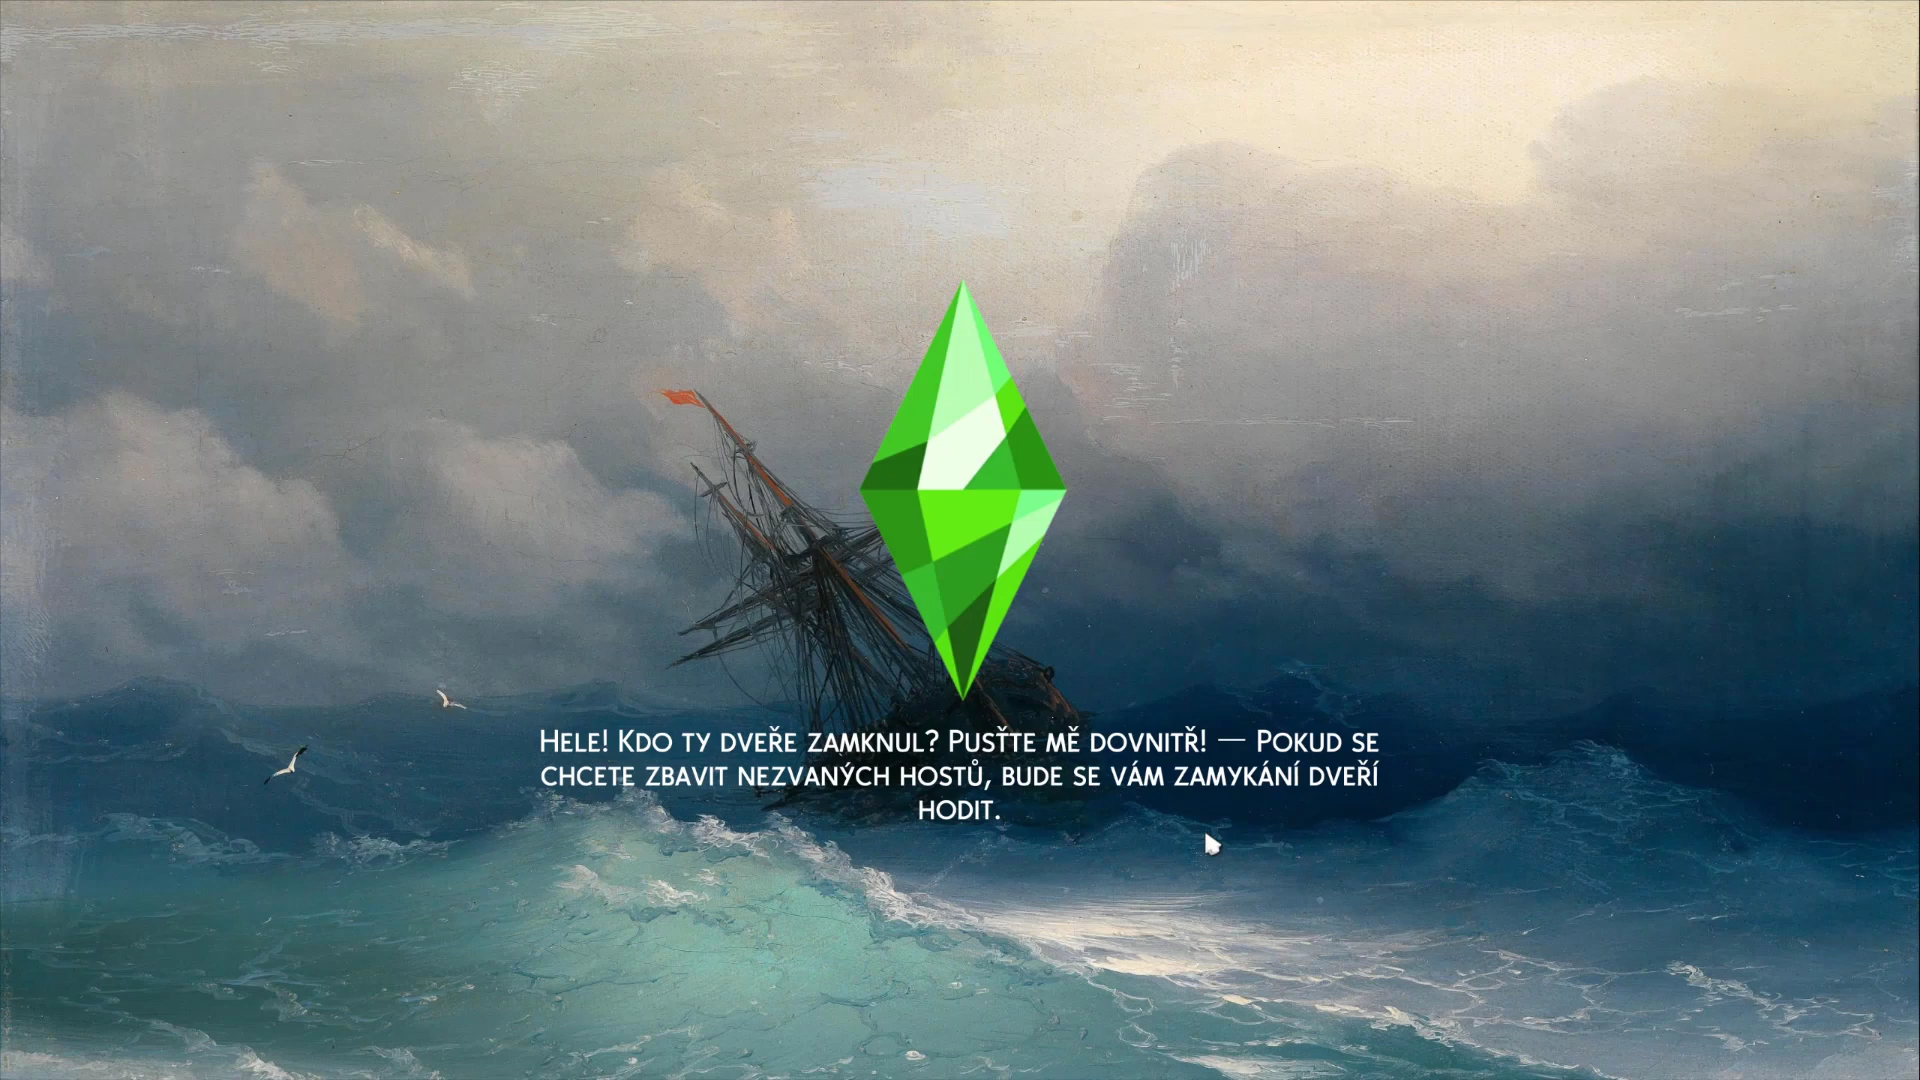 Hele! Kdo ty dveře zamknul? Pusťte mě dovnitř! — Pokud se
chcete zbavit nezvaných hostů, bude se vám zamykání dveří
hodit.